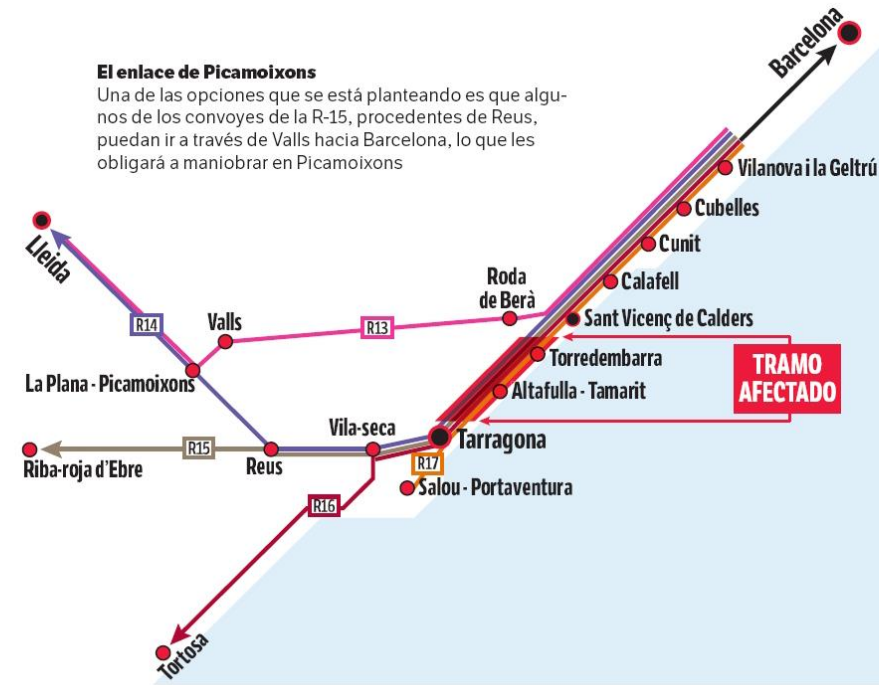 El enlace de Picamoixons
Una de las opciones que se está planteando es que algu-
nos de los convoyes de la R-15, procedentes de Reus,
puedan ir a través de Valls hacia Barcelona, lo que les
obligará a maniobrar en Picamoixons
Barcelona
Vilanova i la Geltrú
Cubelles
Cunit
Calafell
Sant Vicenç de Calders
Torredembarra
Altafulla - Tamarit
TRAMO
AFECTADO
Lleida
R14
Valls
R13
Roda
de Berà
La Plana - Picamoixons
Vila-seca
Tarragona
Riba-roja d'Ebre
R15
Reus
R17
Salou - Portaventura
R16
Tortosa